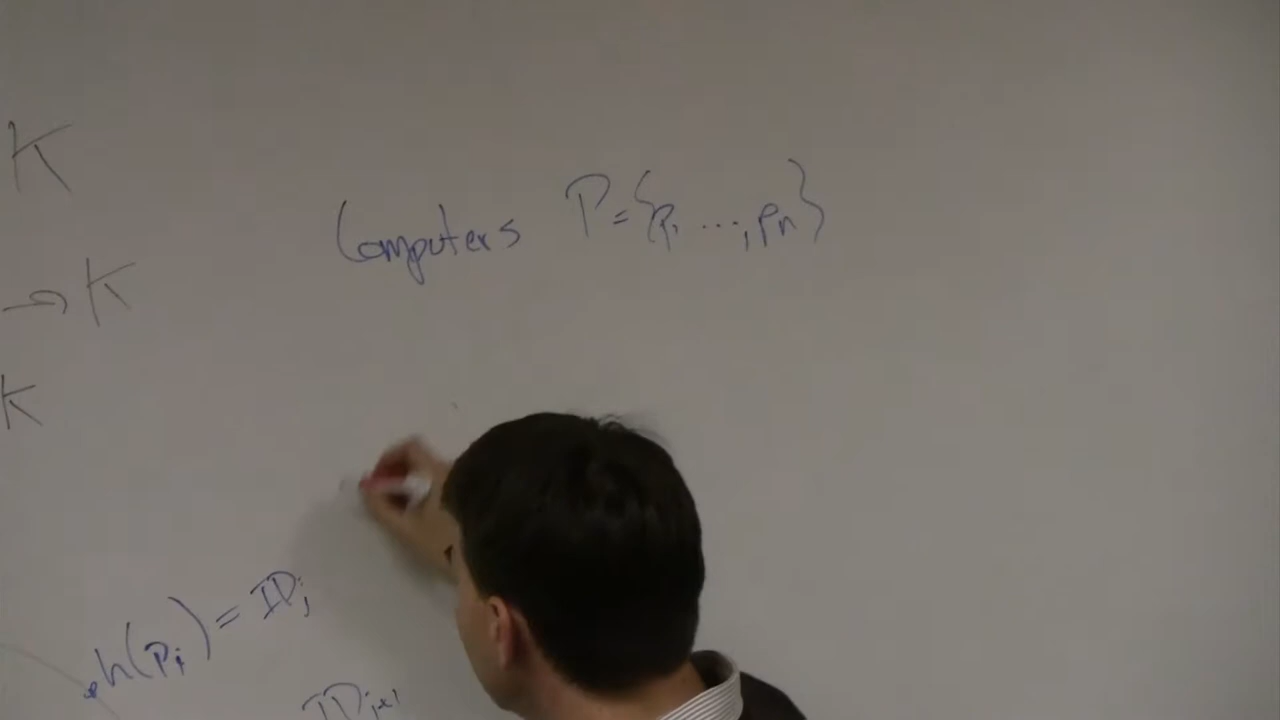 K
Computers P={p1 ...,pn}
→ K
K
h(pi) = IDj
IDj+1